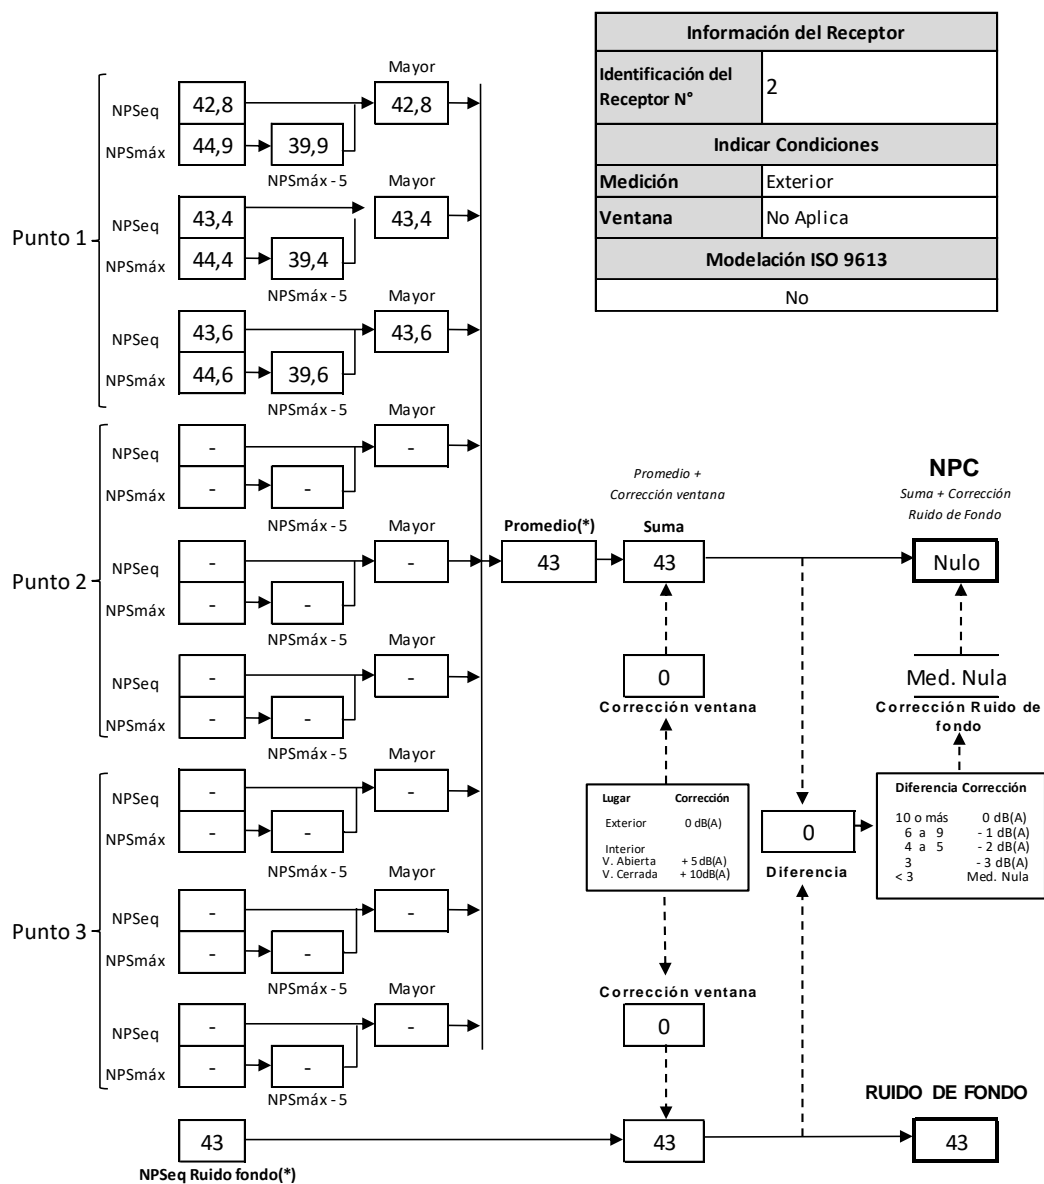 Información del Receptor
Identificación del Receptor N°
2
Indicar Condiciones
Medición
Exterior
Ventana
No Aplica
Modelación ISO 9613
No
Punto 1
Mayor
NPSeq
42,8
42,8
NPSmáx
44,9
39,9
NPSmáx - 5
Mayor
NPSeq
43,4
43,4
NPSmáx
44,4
39,4
NPSmáx - 5
Mayor
NPSeq
43,6
43,6
NPSmáx
44,6
39,6
NPSmáx - 5
Punto 2
Mayor
NPSeq
-
-
NPSmáx
-
-
NPSmáx - 5
Mayor
NPSeq
-
-
NPSmáx
-
-
NPSmáx - 5
Mayor
NPSeq
-
-
NPSmáx
-
-
NPSmáx - 5
Punto 3
Mayor
NPSeq
-
-
NPSmáx
-
-
NPSmáx - 5
Mayor
NPSeq
-
-
NPSmáx
-
-
NPSmáx - 5
Mayor
NPSeq
-
-
NPSmáx
-
-
NPSmáx - 5
Promedio(*)
43
Promedio +
Corrección ventana
Suma
43
NPC
Suma + Corrección
Ruido de Fondo
Nulo
0
Corrección ventana
Med. Nula
Corrección Ruido de
fondo
Lugar Corrección
Exterior 0 dB(A)
Interior
V. Abierta + 5 dB(A)
V. Cerrada + 10dB(A)
0
Diferencia
Diferencia Corrección
10 o más 0 dB(A)
6 a 9 - 1 dB(A)
4 a 5 - 2 dB(A)
3 - 3 dB(A)
< 3 Med. Nula
Corrección ventana
0
43
NPSeq Ruido fondo(*)
43
RUIDO DE FONDO
43